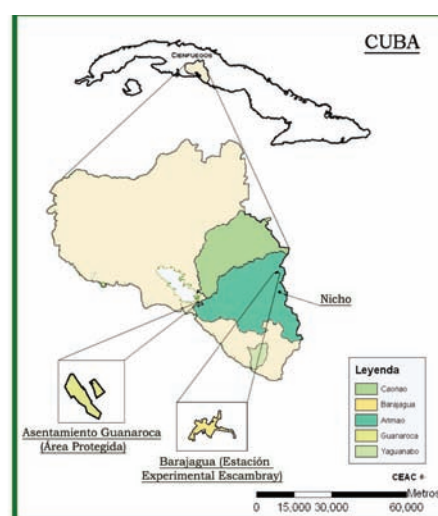 CUBA
CIENFUEGOS
Nicho
Asentamiento Guanaroca
(Área Protegida)
Barajagua (Estación
Experimental Escambray)
Leyenda
Caonao
Barajagua
Arimao
Guanaroca
Yaguanabo
CEAC
Metros
0 15,000 30,000 60,000